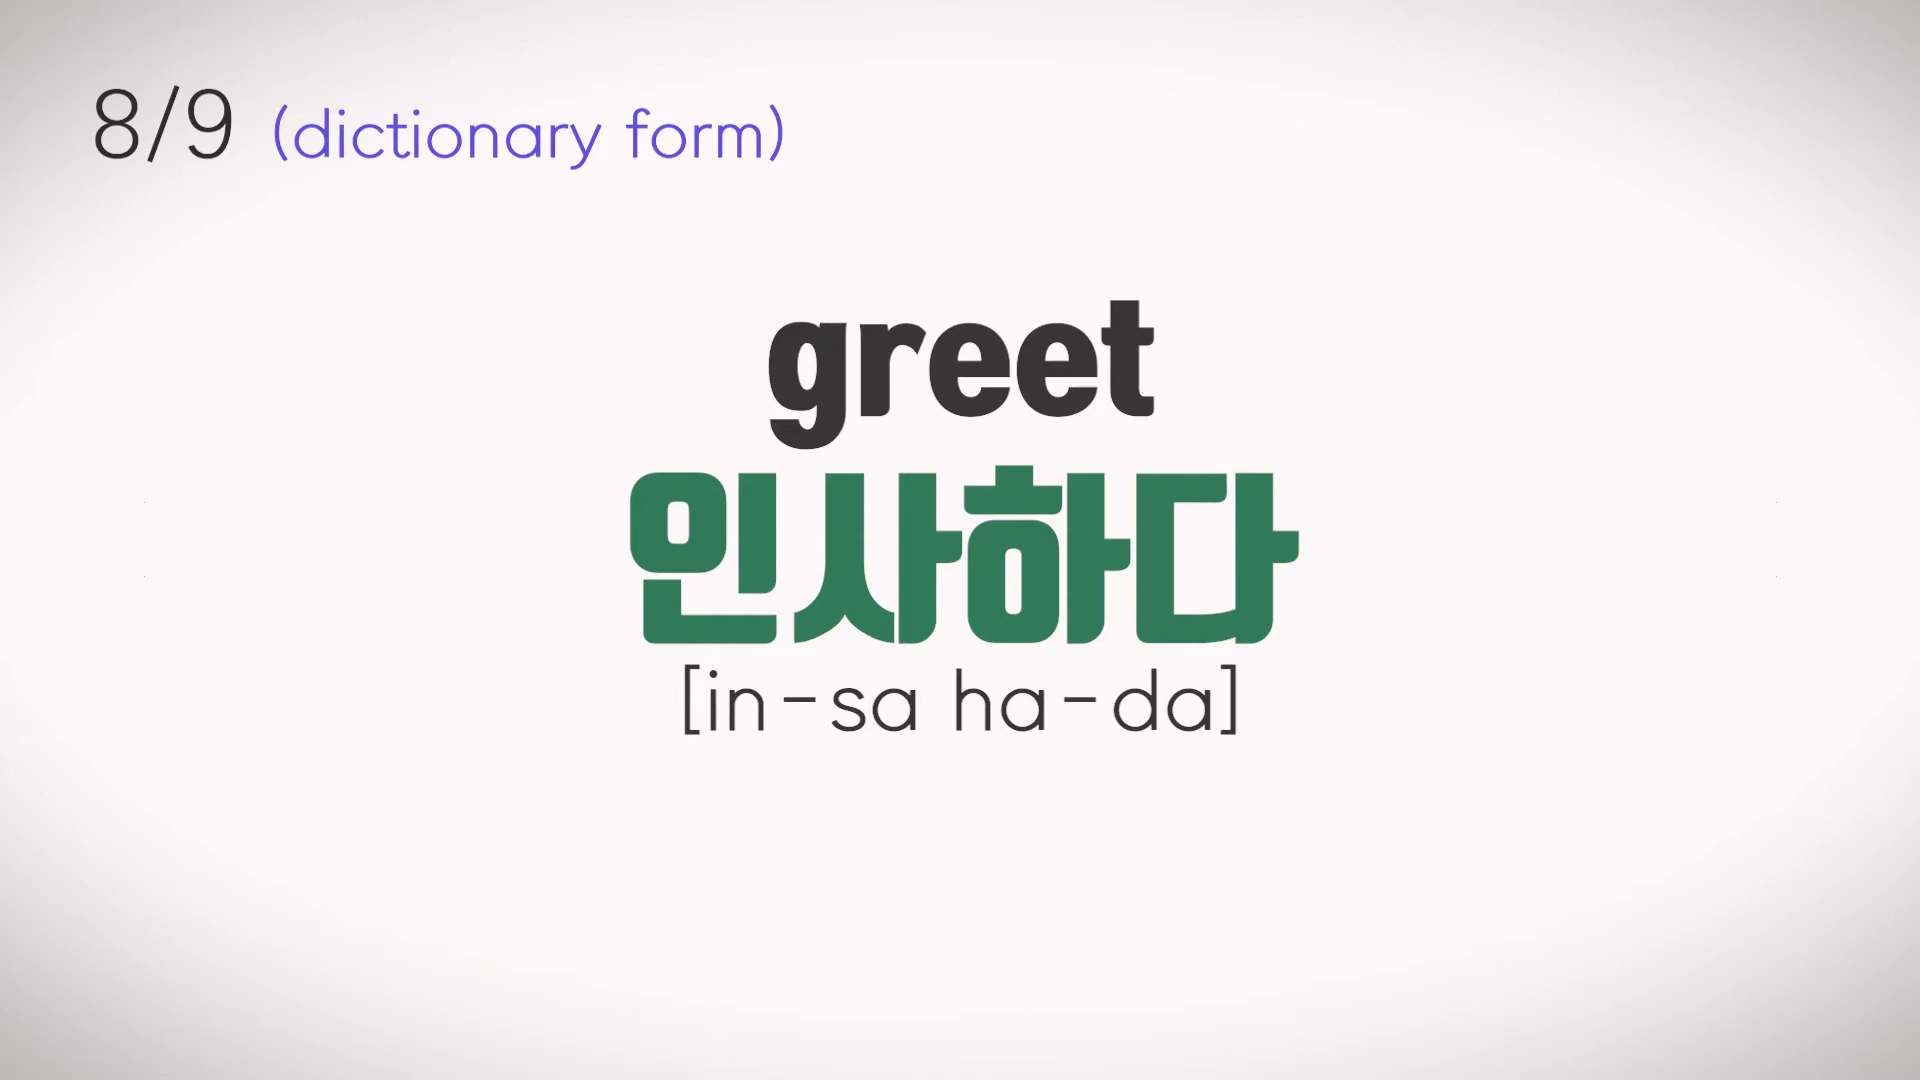 8/9 (dictionary form)
greet
인사하다
[in-sa ha-da]